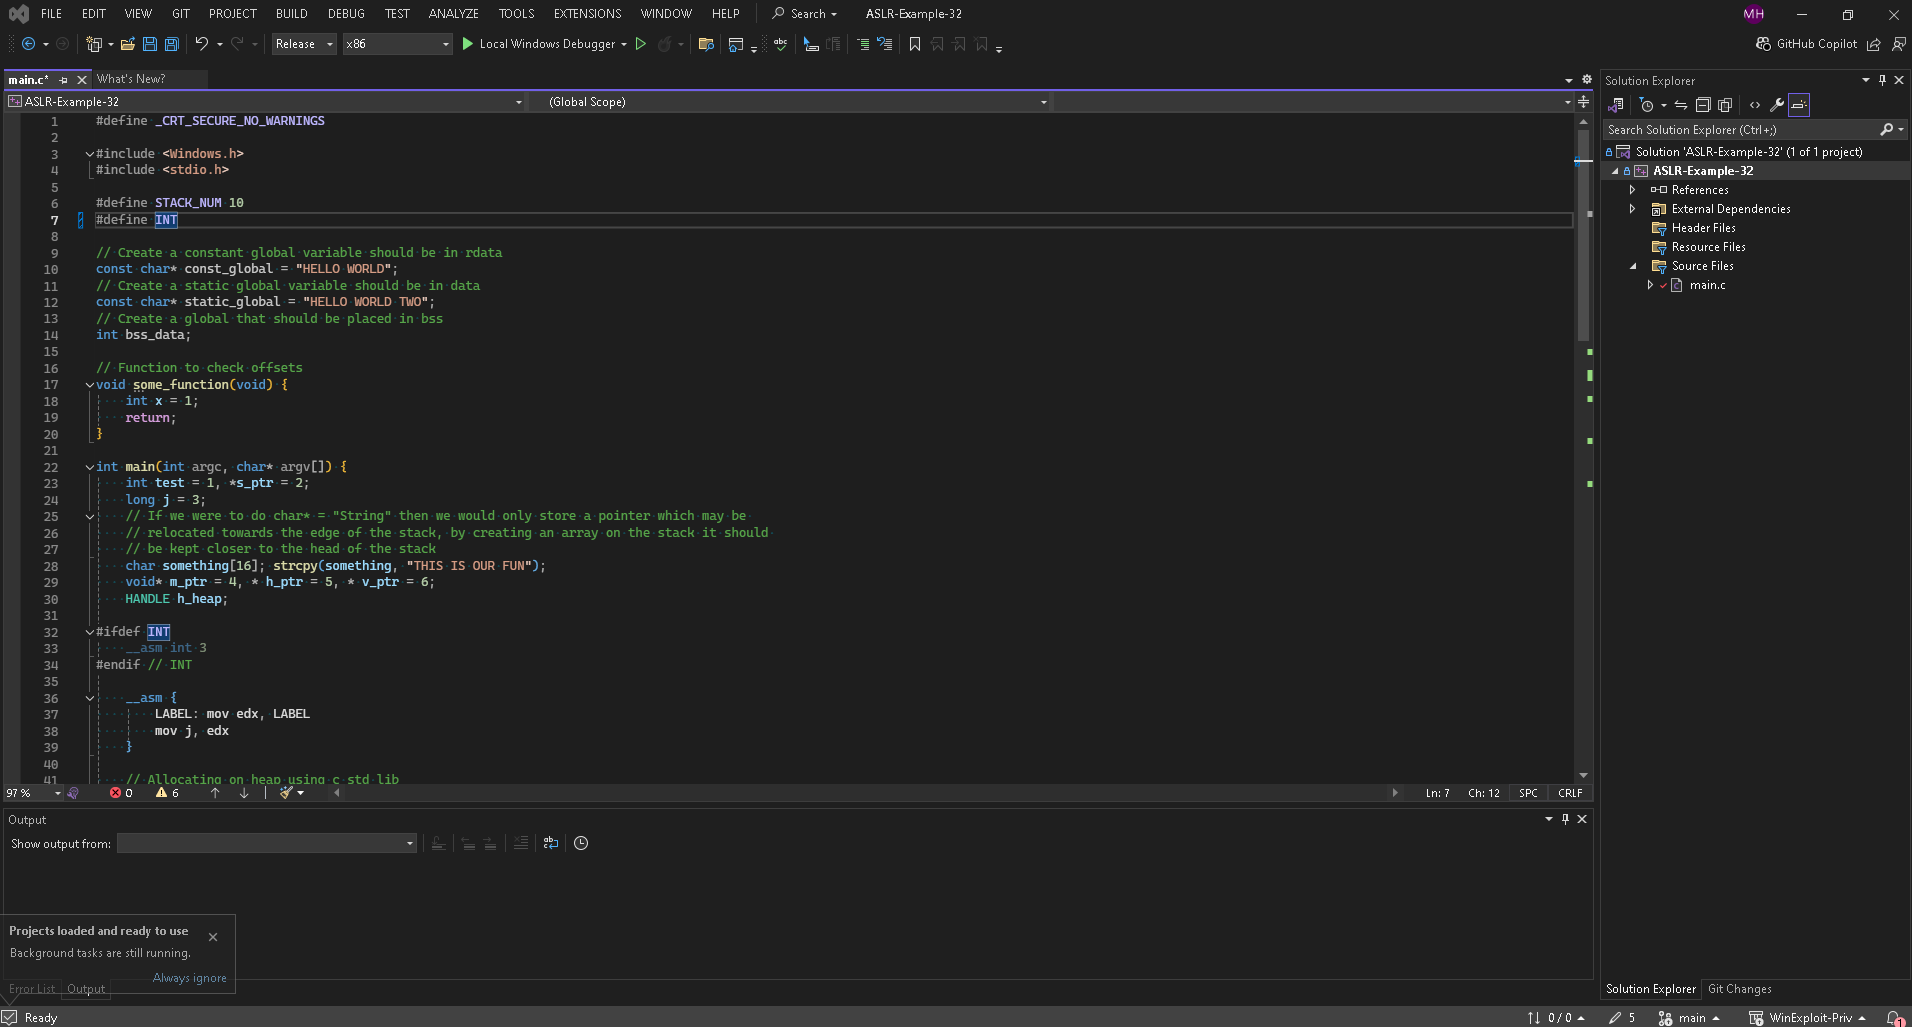 FILE EDIT VIEW GIT PROJECT BUILD DEBUG TEST ANALYZE TOOLS EXTENSIONS WINDOW HELP Search ASLR-Example-32 MH
Release x86 Local Windows Debugger abc GitHub Copilot
main.c* What's New?
ASLR-Example-32 (Global Scope)
1 #define _CRT_SECURE_NO_WARNINGS
2
3 #include <Windows.h>
4 #include <stdio.h>
5
6 #define STACK_NUM 10
7 #define INT
8
9 // Create a constant global variable should be in rdata
10 const char* const_global = "HELLO WORLD";
11 // Create a static global variable should be in data
12 const char* static_global = "HELLO WORLD TWO";
13 // Create a global that should be placed in bss
14 int bss_data;
15
16 // Function to check offsets
17 void some_function(void) {
18 int x = 1;
19 return;
20 }
21
22 int main(int argc, char* argv[]) {
23 int test = 1, *s_ptr = 2;
24 long j = 3;
25 // If we were to do char* = "String" then we would only store a pointer which may be
26 // relocated towards the edge of the stack, by creating an array on the stack it should
27 // be kept closer to the head of the stack
28 char something[16]; strcpy(something, "THIS IS OUR FUN");
29 void* m_ptr = 4, * h_ptr = 5, * v_ptr = 6;
30 HANDLE h_heap;
31
32 #ifdef INT
33 __asm int 3
34 #endif // INT
35
36 __asm {
37 LABEL: mov edx, LABEL
38 mov j, edx
39 }
40
41 // Allocating on heap using c std lib
97 % 0 6 Ln: 7 Ch: 12 SPC CRLF
Output
Show output from:
Projects loaded and ready to use
Background tasks are still running.
Always ignore
Error List Output
Solution Explorer
Search Solution Explorer (Ctrl+;)
Solution 'ASLR-Example-32' (1 of 1 project)
ASLR-Example-32
References
External Dependencies
Header Files
Resource Files
Source Files
main.c
Solution Explorer Git Changes
Ready 0 / 0 5 main WinExploit-Priv 1